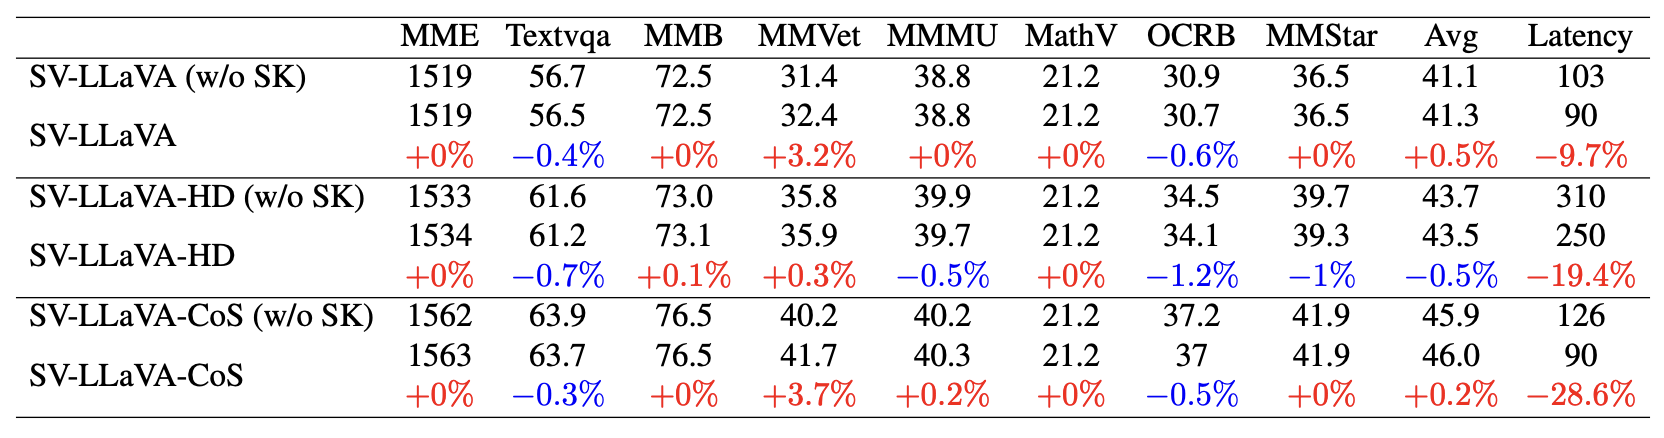 MME Textvqa MMB MMVet MMMU MathV OCRB MMStar Avg Latency
SV-LLaVA (w/o SK) 1519 56.7 72.5 31.4 38.8 21.2 30.9 36.5 41.1 103
SV-LLaVA 1519 56.5 72.5 32.4 38.8 21.2 30.7 36.5 41.3 90
+0% −0.4% +0% +3.2% +0% +0% −0.6% +0% +0.5% −9.7%
SV-LLaVA-HD (w/o SK) 1533 61.6 73.0 35.8 39.9 21.2 34.5 39.7 43.7 310
SV-LLaVA-HD 1534 61.2 73.1 35.9 39.7 21.2 34.1 39.3 43.5 250
+0% −0.7% +0.1% +0.3% −0.5% +0% −1.2% −1% −0.5% −19.4%
SV-LLaVA-CoS (w/o SK) 1562 63.9 76.5 40.2 40.2 21.2 37.2 41.9 45.9 126
SV-LLaVA-CoS 1563 63.7 76.5 41.7 40.3 21.2 37 41.9 46.0 90
+0% −0.3% +0% +3.7% +0.2% +0% −0.5% +0% +0.2% −28.6%